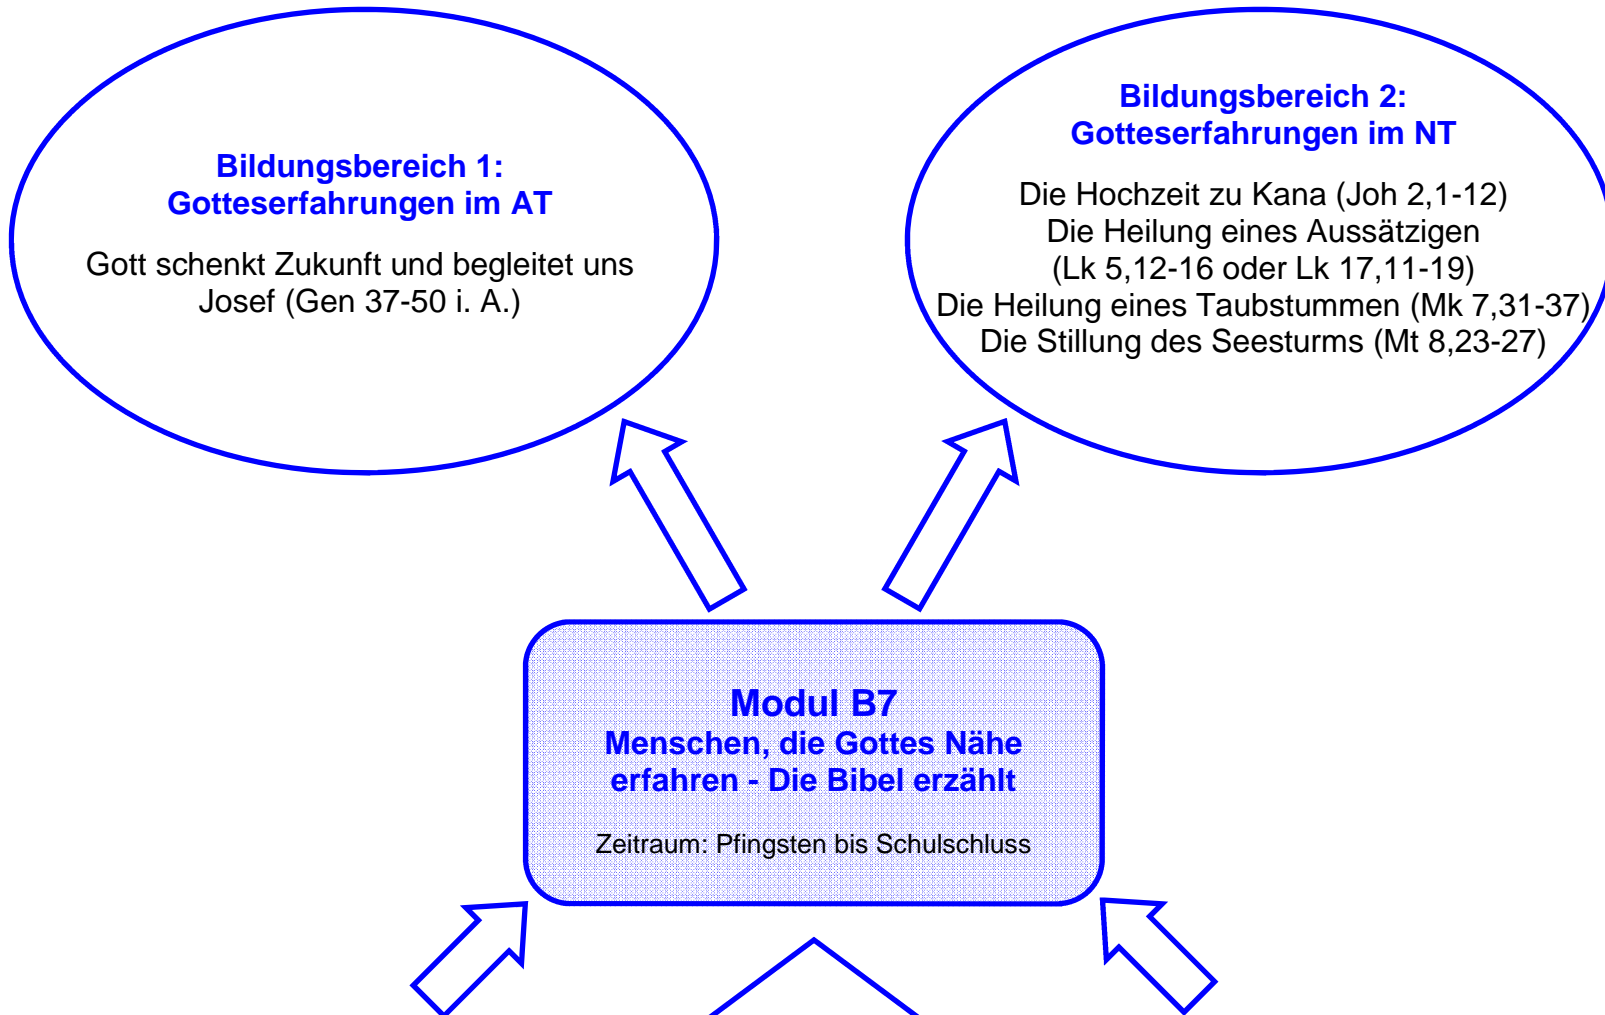 Bildungsbereich 1:
Gotteserfahrungen im AT
Gott schenkt Zukunft und begleitet uns
Josef (Gen 37-50 i. A.)
Bildungsbereich 2:
Gotteserfahrungen im NT
Die Hochzeit zu Kana (Joh 2,1-12)
Die Heilung eines Aussätzigen
(Lk 5,12-16 oder Lk 17,11-19)
Die Heilung eines Taubstummen (Mk 7,31-37)
Die Stillung des Seesturms (Mt 8,23-27)
Modul B7
Menschen, die Gottes Nähe
erfahren - Die Bibel erzählt
Zeitraum: Pfingsten bis Schulschluss